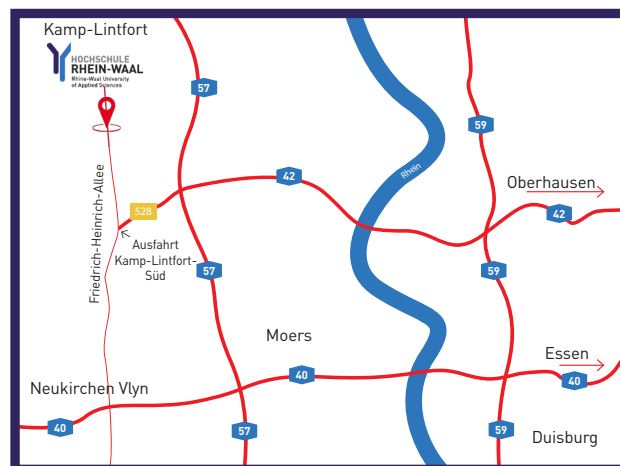 Kamp-Lintfort
HOCHSCHULE
RHEIN-WAAL
Rhine-Waal University
of Applied Sciences
57
59
Rhein
42
Oberhausen
42
528
Friedrich-Heinrich-Allee
Ausfahrt
Kamp-Lintfort-
Süd
57
59
Moers
Essen
40
40
Neukirchen Vlyn
40
57
59
Duisburg